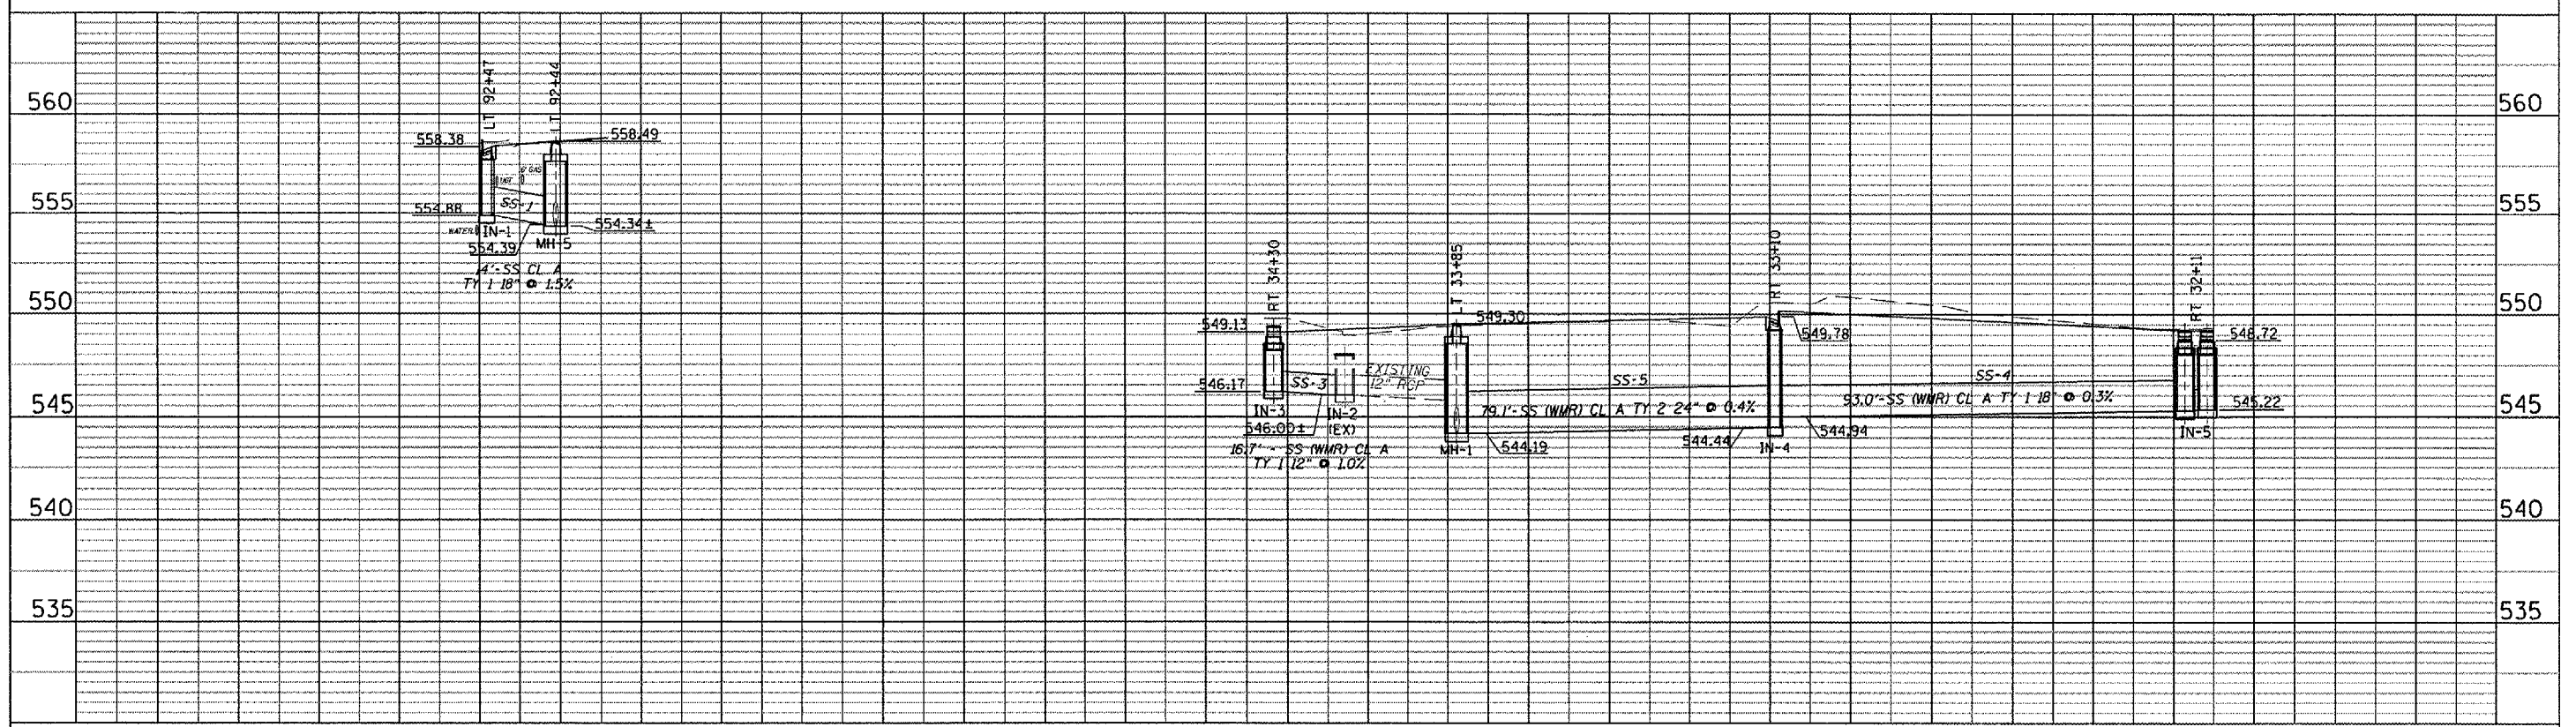 560
555
550
545
540
535
LT 92+47
LT 92+44
558.38
558.49
6" GAS
UGT
SS-1
554.88
WATER
IN-1
MH-5
554.34±
554.39
14'-SS CL A
TY 1 18" @ 1.5%
RT 34+30
549.13
546.17
SS-3
IN-3
IN-2
(EX)
546.00±
16.7' - SS (WMR) CL A
TY 1 12" @ 1.0%
EXISTING
12" RCP
LT 33+85
549.30
MH-1
544.19
SS-5
79.1'-SS (WMR) CL A TY 2 24" @ 0.4%
544.44
RT 33+10
549.78
IN-4
544.94
SS-4
93.0'-SS (WMR) CL A TY 1 18" @ 0.3%
RT 32+11
548.72
545.22
IN-5
560
555
550
545
540
535